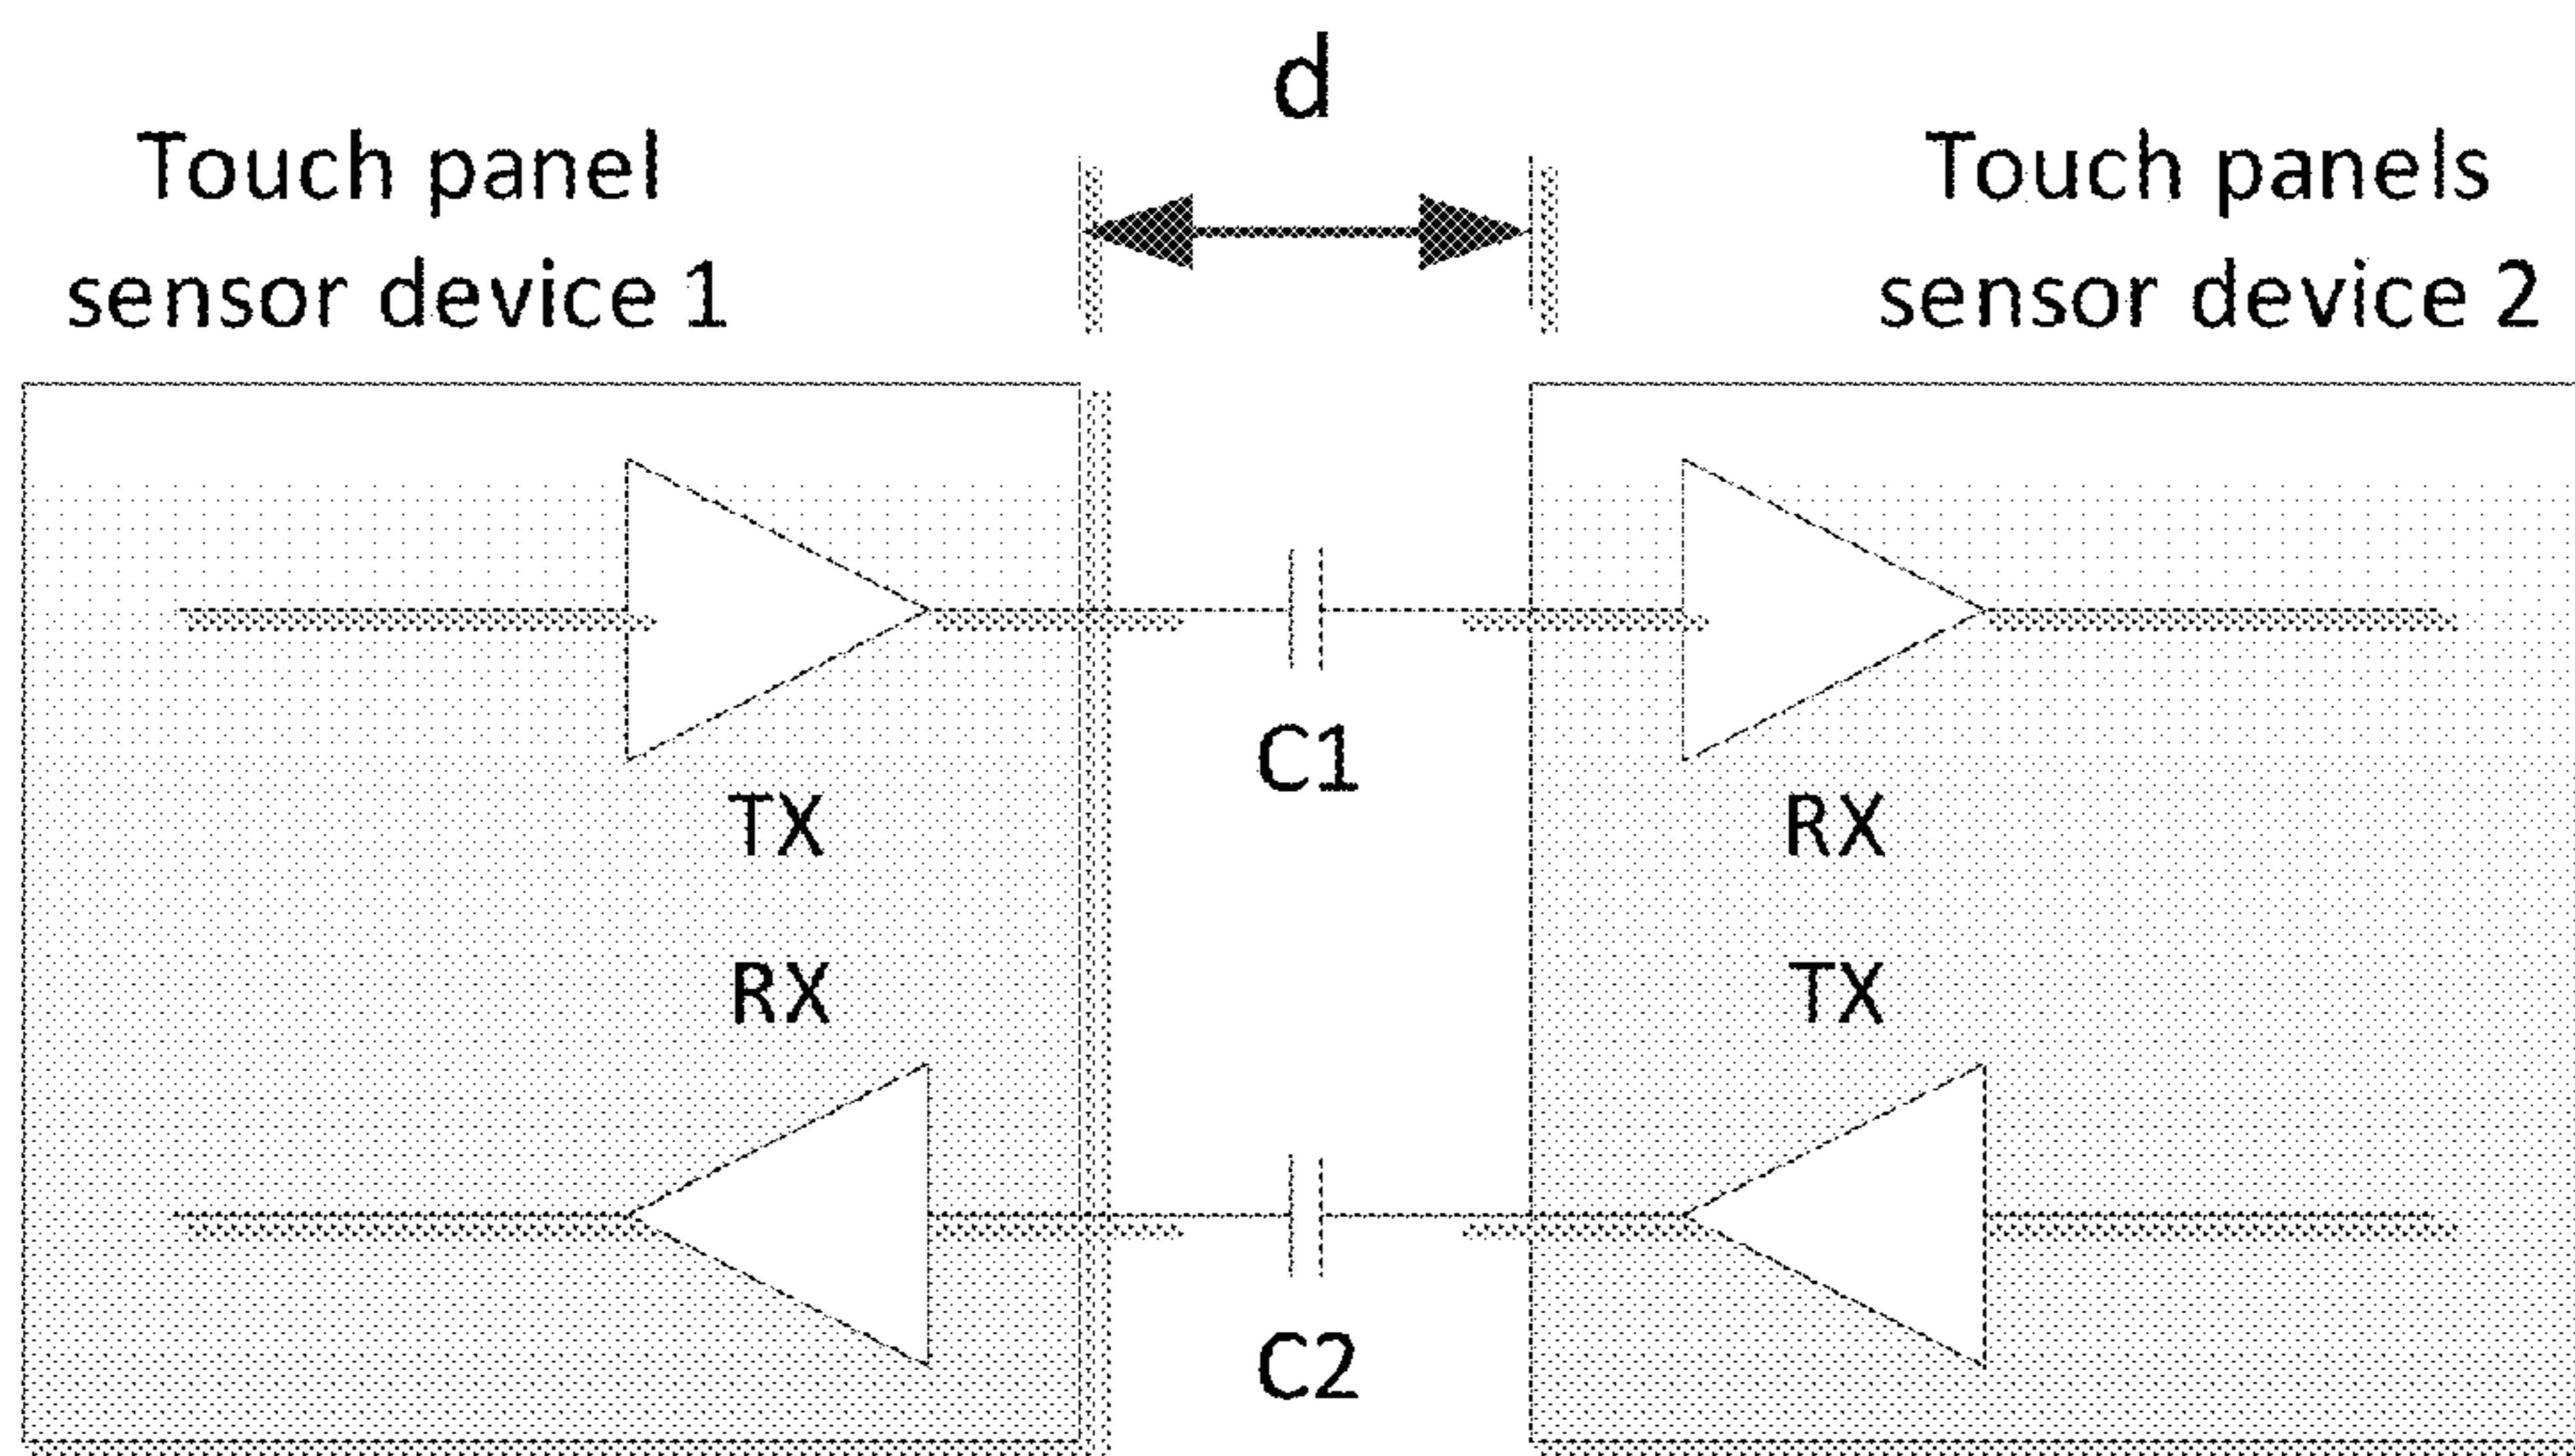 d
Touch panel
sensor device 1
Touch panels
sensor device 2
C1
TX
RX
RX
TX
C2